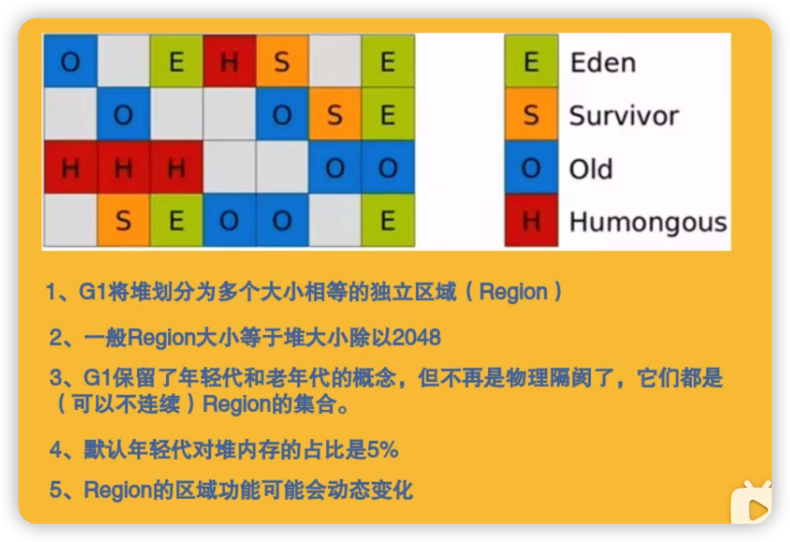 O E H S E E Eden
O O S E S Survivor
H H H O O O Old
S E O O E H Humongous
1、G1将堆划分为多个大小相等的独立区域（Region）
2、一般Region大小等于堆大小除以2048
3、G1保留了年轻代和老年代的概念，但不再是物理隔阂了，它们都是
（可以不连续）Region的集合。
4、默认年轻代对堆内存的占比是5%
5、Region的区域功能可能会动态变化